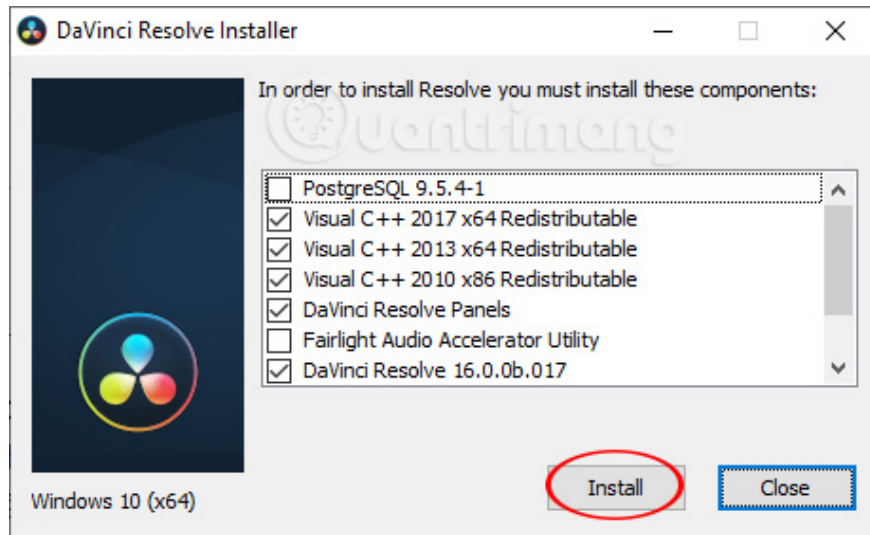 DaVinci Resolve Installer
In order to install Resolve you must install these components:
Quantrimang
PostgreSQL 9.5.4-1
Visual C++ 2017 x64 Redistributable
Visual C++ 2013 x64 Redistributable
Visual C++ 2010 x86 Redistributable
DaVinci Resolve Panels
Fairlight Audio Accelerator Utility
DaVinci Resolve 16.0.0b.017
Install
Close
Windows 10 (x64)